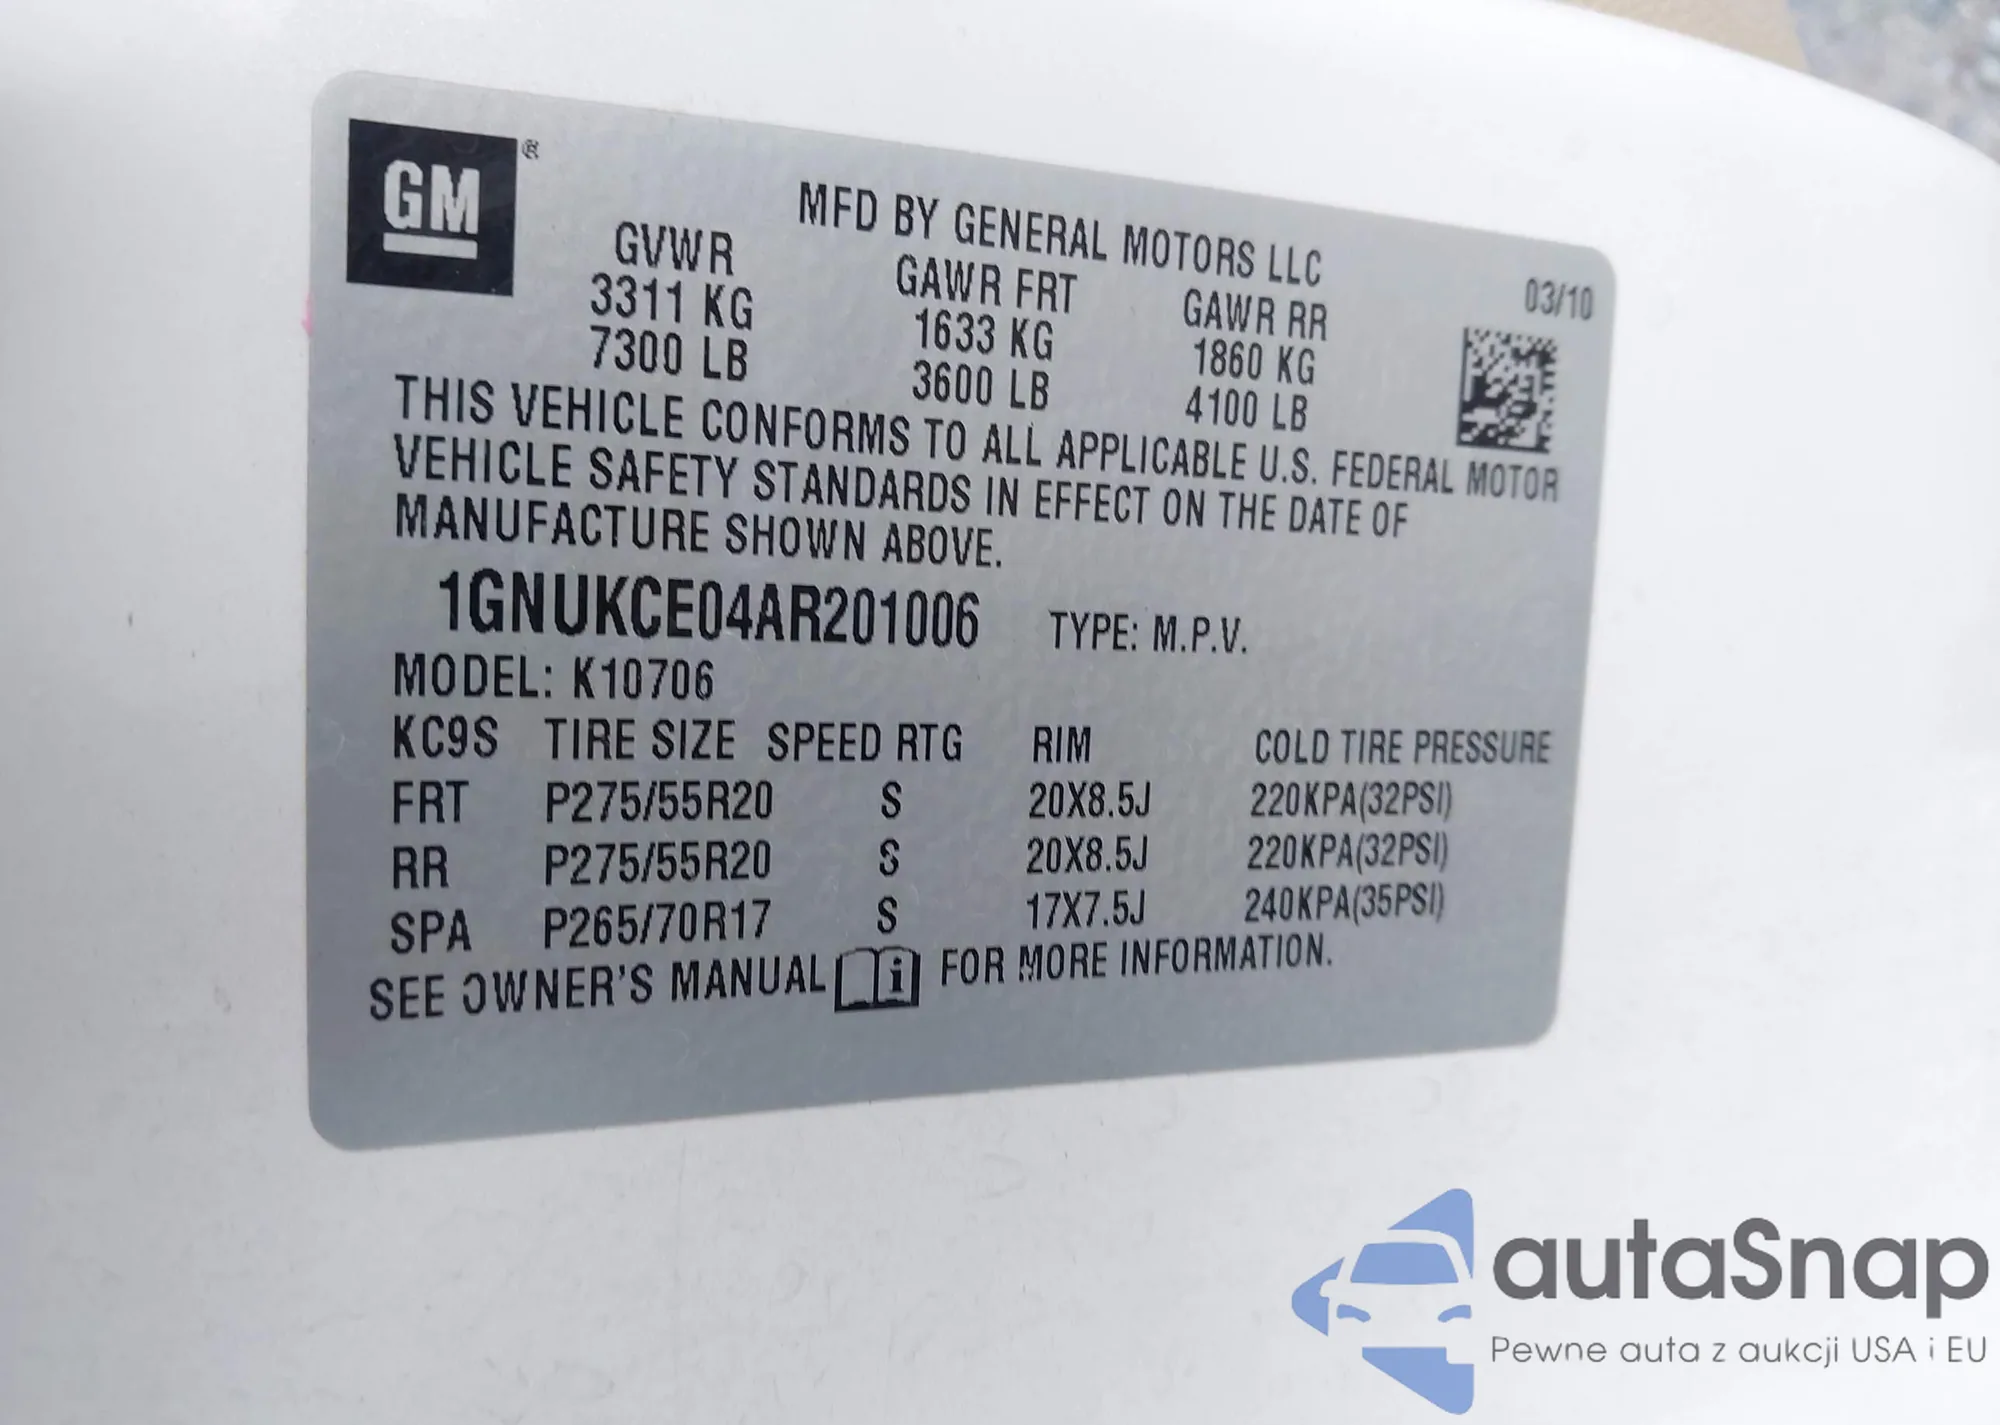 GM ®
MFD BY GENERAL MOTORS LLC
03/10
GVWR GAWR FRT GAWR RR
3311 KG 1633 KG 1860 KG
7300 LB 3600 LB 4100 LB
THIS VEHICLE CONFORMS TO ALL APPLICABLE U.S. FEDERAL MOTOR
VEHICLE SAFETY STANDARDS IN EFFECT ON THE DATE OF
MANUFACTURE SHOWN ABOVE.
1GNUKCE04AR201006 TYPE: M.P.V.
MODEL: K10706
KC9S TIRE SIZE SPEED RTG RIM COLD TIRE PRESSURE
FRT P275/55R20 S 20X8.5J 220KPA(32PSI)
RR P275/55R20 S 20X8.5J 220KPA(32PSI)
SPA P265/70R17 S 17X7.5J 240KPA(35PSI)
SEE OWNER'S MANUAL i FOR MORE INFORMATION.
autaSnap
Pewne auta z aukcji USA i EU